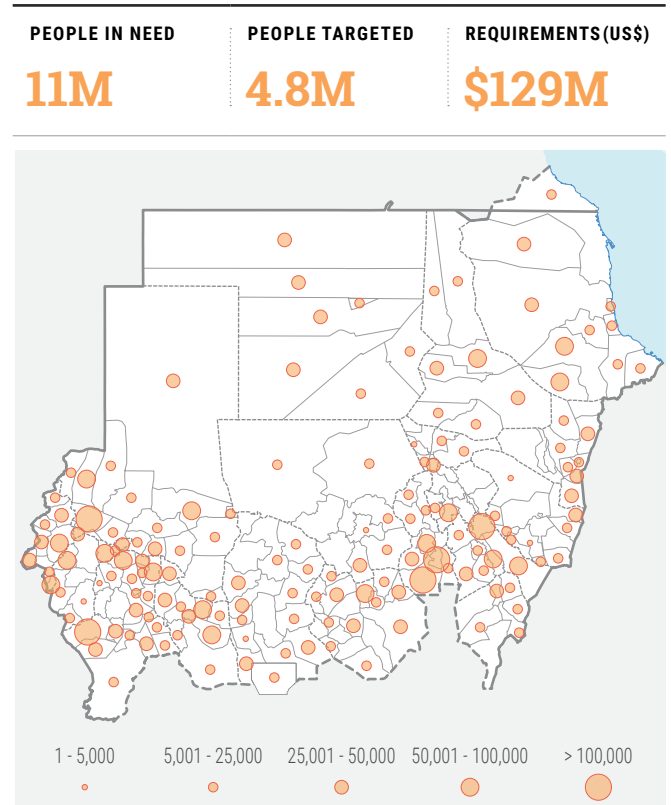 PEOPLE IN NEED PEOPLE TARGETED REQUIREMENTS (US$)
11M 4.8M $129M
1 - 5,000 5,001 - 25,000 25,001 - 50,000 50,001 - 100,000 > 100,000